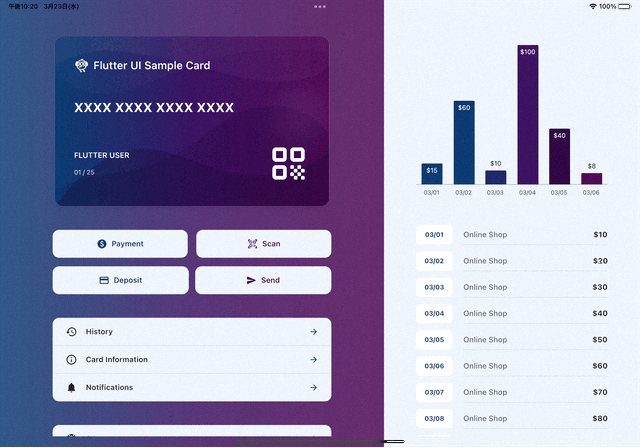 午後10:20 3月23日(水)
100%
Flutter UI Sample Card
XXXX XXXX XXXX XXXX
FLUTTER USER
01 / 25
Payment
Scan
Deposit
Send
History
Card Information
Notifications
$15
$60
$10
$100
$40
$8
03/01 03/02 03/03 03/04 03/05 03/06
03/01 Online Shop $10
03/02 Online Shop $20
03/03 Online Shop $30
03/04 Online Shop $40
03/05 Online Shop $50
03/06 Online Shop $60
03/07 Online Shop $70
03/08 Online Shop $80